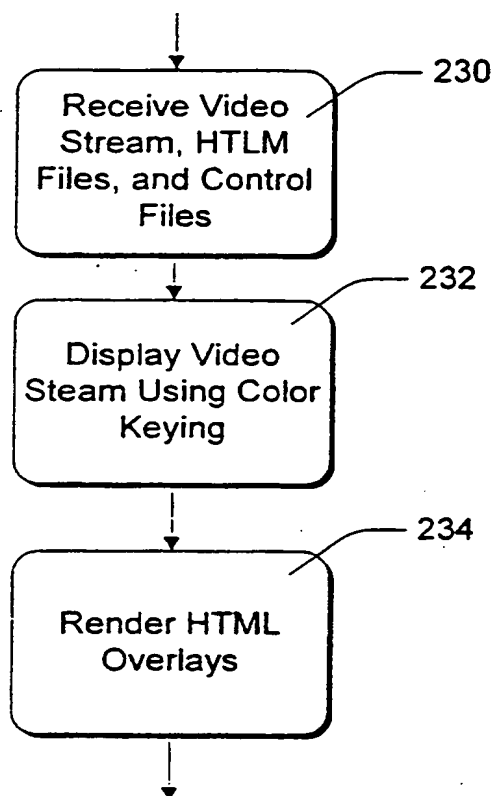 230
Receive Video
Stream, HTLM
Files, and Control
Files
232
Display Video
Steam Using Color
Keying
234
Render HTML
Overlays